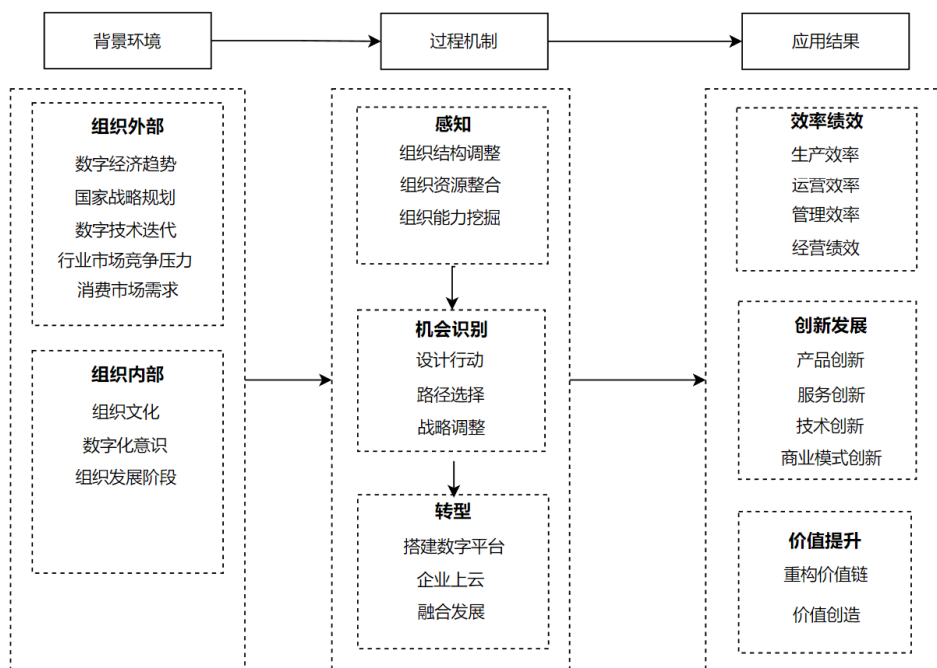 背景环境
过程机制
应用结果
组织外部
数字经济趋势
国家战略规划
数字技术迭代
行业市场竞争压力
消费市场需求
组织内部
组织文化
数字化意识
组织发展阶段
感知
组织结构调整
组织资源整合
组织能力挖掘
机会识别
设计行动
路径选择
战略调整
转型
搭建数字平台
企业上云
融合发展
效率绩效
生产效率
运营效率
管理效率
经营绩效
创新发展
产品创新
服务创新
技术创新
商业模式创新
价值提升
重构价值链
价值创造